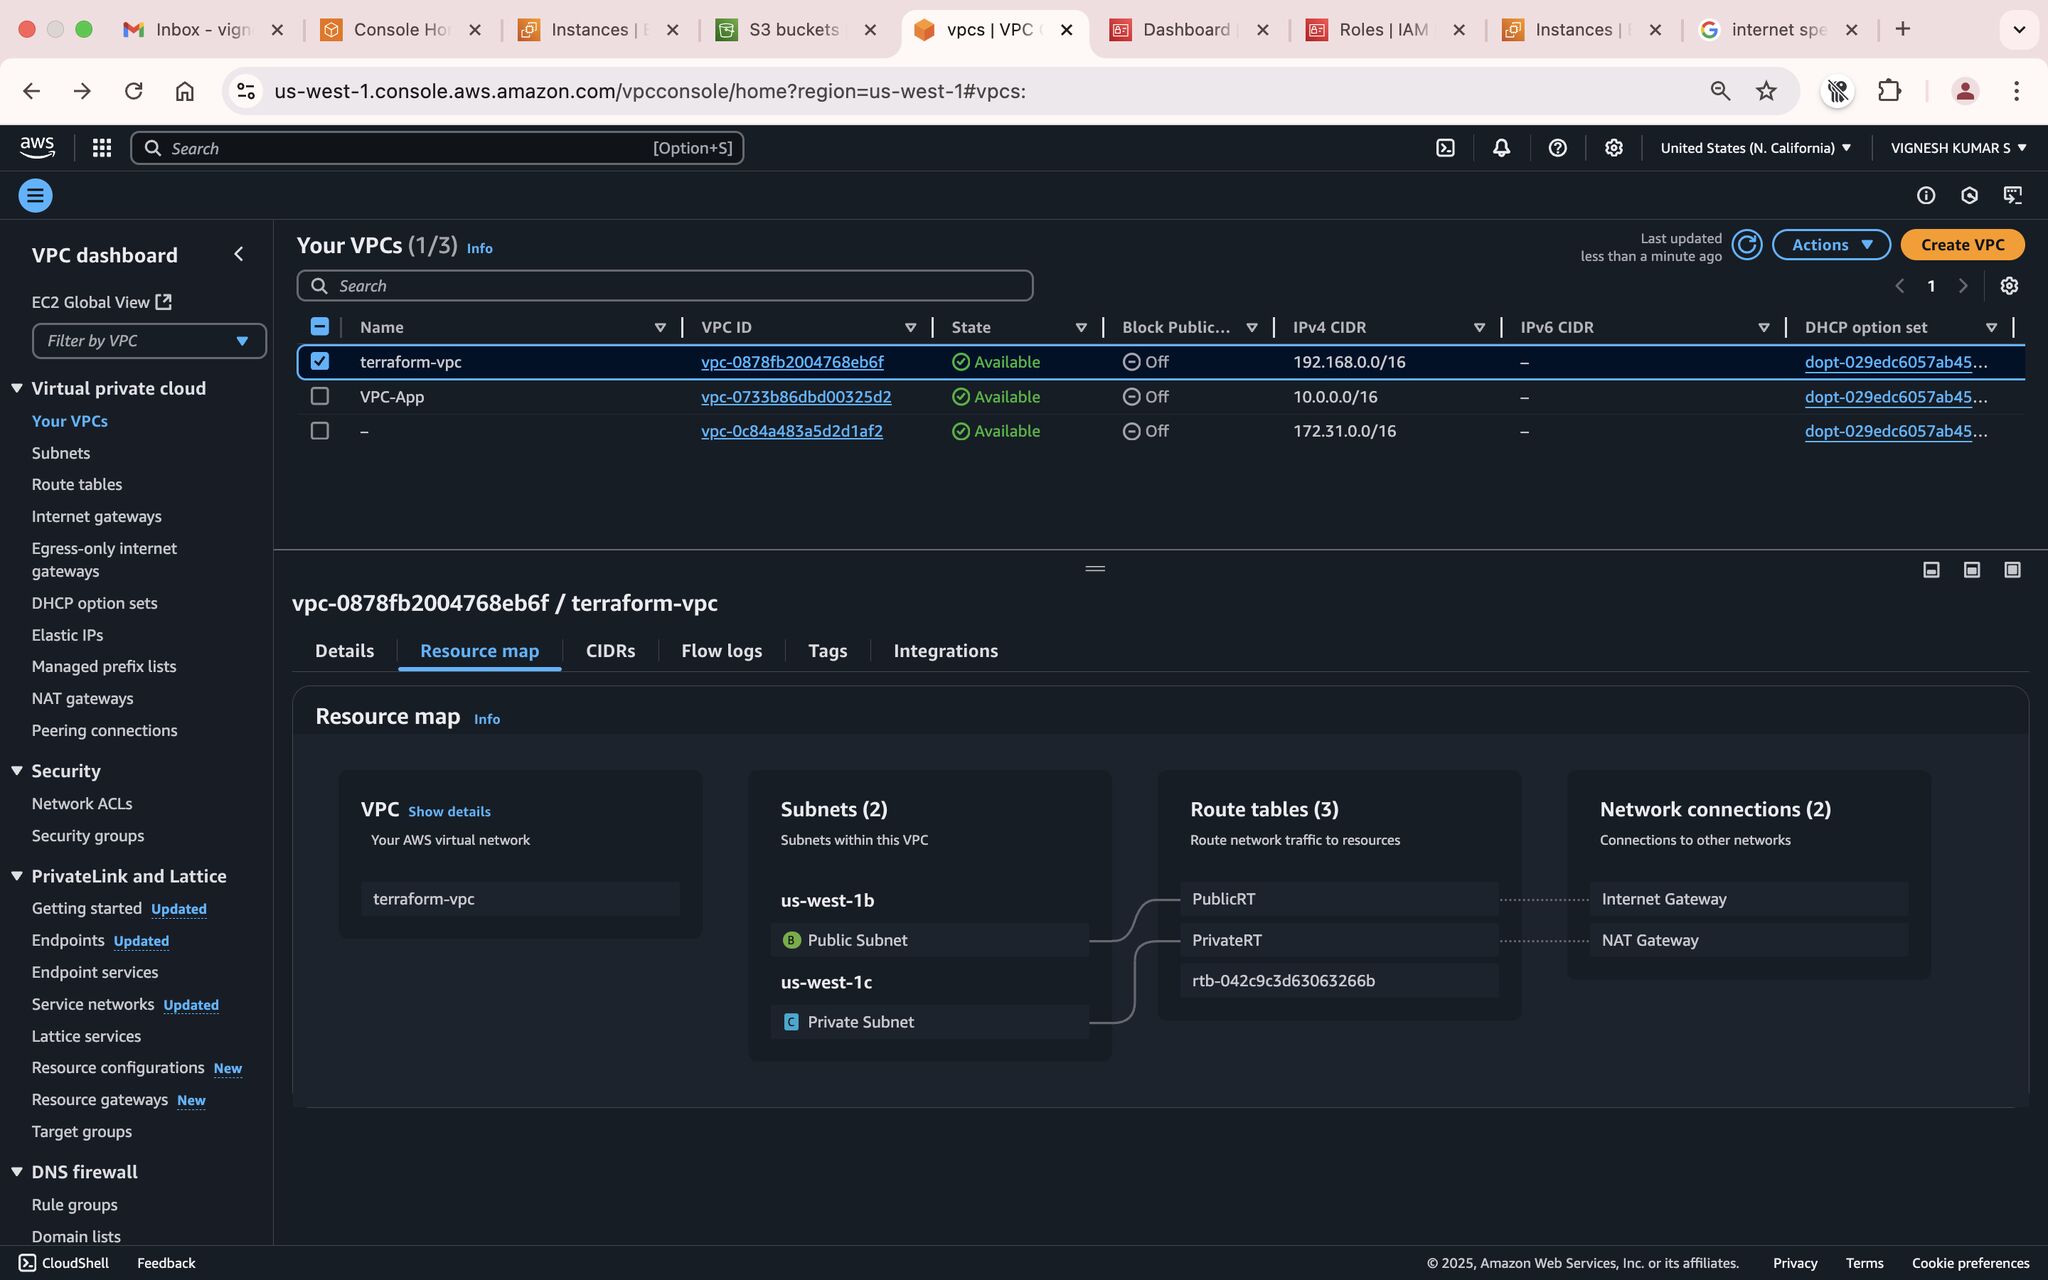 Inbox - vign
Console Ho
Instances |
S3 buckets
vpcs | VPC
Dashboard
Roles | IAM
Instances |
internet spe
us-west-1.console.aws.amazon.com/vpcconsole/home?region=us-west-1#vpcs:
aws
Search
[Option+S]
United States (N. California)
VIGNESH KUMAR S
VPC dashboard
EC2 Global View
Filter by VPC
Virtual private cloud
Your VPCs
Subnets
Route tables
Internet gateways
Egress-only internet
gateways
DHCP option sets
Elastic IPs
Managed prefix lists
NAT gateways
Peering connections
Security
Network ACLs
Security groups
PrivateLink and Lattice
Getting started Updated
Endpoints Updated
Endpoint services
Service networks Updated
Lattice services
Resource configurations New
Resource gateways New
Target groups
DNS firewall
Rule groups
Domain lists
Your VPCs (1/3) Info
Last updated
less than a minute ago
Actions
Create VPC
Search
1
Name VPC ID State Block Public... IPv4 CIDR IPv6 CIDR DHCP option set
terraform-vpc vpc-0878fb2004768eb6f Available Off 192.168.0.0/16 – dopt-029edc6057ab45...
VPC-App vpc-0733b86dbd00325d2 Available Off 10.0.0.0/16 – dopt-029edc6057ab45...
– vpc-0c84a483a5d2d1af2 Available Off 172.31.0.0/16 – dopt-029edc6057ab45...
vpc-0878fb2004768eb6f / terraform-vpc
Details Resource map CIDRs Flow logs Tags Integrations
Resource map Info
VPC Show details
Your AWS virtual network
terraform-vpc
Subnets (2)
Subnets within this VPC
us-west-1b
B Public Subnet
us-west-1c
C Private Subnet
Route tables (3)
Route network traffic to resources
PublicRT
PrivateRT
rtb-042c9c3d63063266b
Network connections (2)
Connections to other networks
Internet Gateway
NAT Gateway
CloudShell
Feedback
© 2025, Amazon Web Services, Inc. or its affiliates.
Privacy
Terms
Cookie preferences